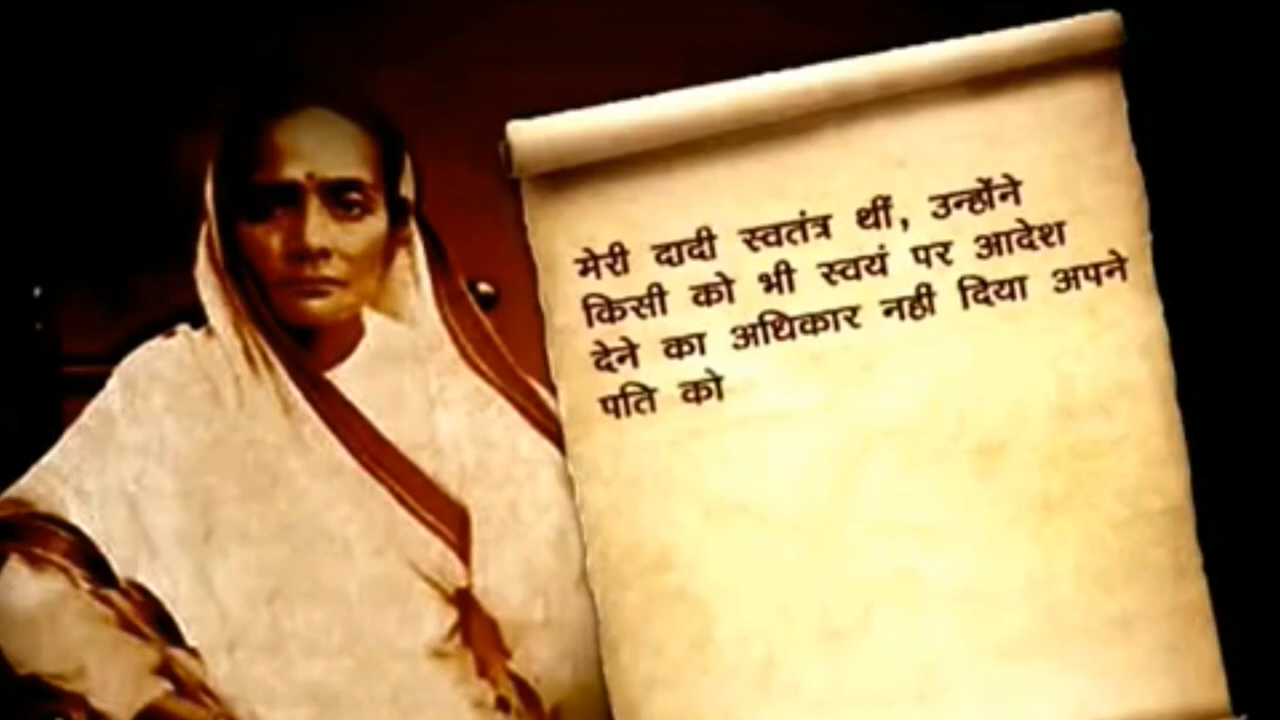 मेरी दादी स्वतंत्र थीं, उन्होंने
किसी को भी स्वयं पर आदेश
देने का अधिकार नही दिया अपने
पति को